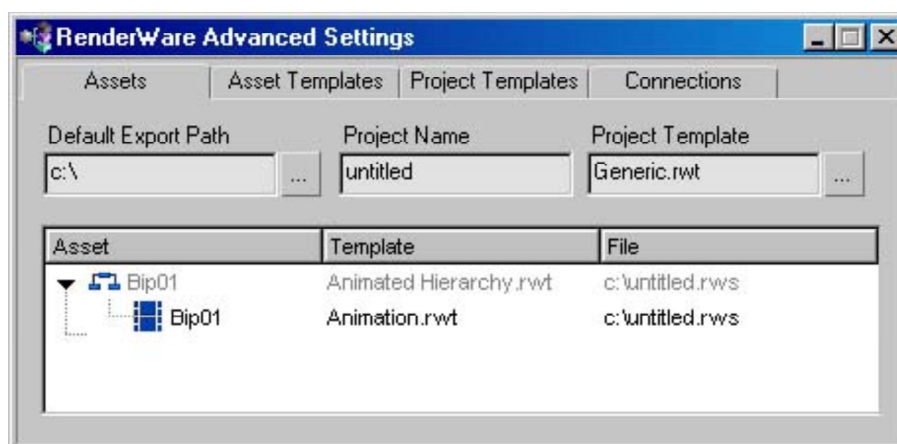 RenderWare Advanced Settings
Assets Asset Templates Project Templates Connections
Default Export Path Project Name Project Template
c:\ ... untitled Generic.rwt ...
Asset Template File
Bip01 Animated Hierarchy.rwt c:\untitled.rws
Bip01 Animation.rwt c:\untitled.rws